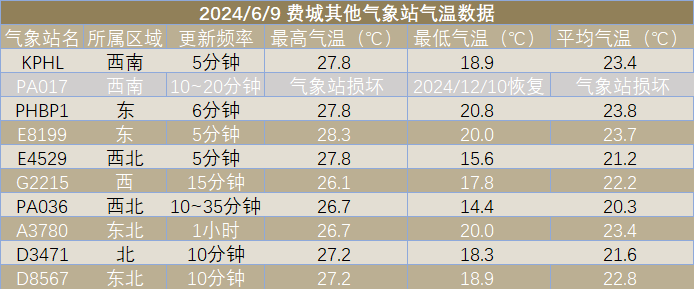 2024/6/9 费城其他气象站气温数据
气象站名 所属区域 更新频率 最高气温（℃） 最低气温（℃） 平均气温（℃）
KPHL 西南 5分钟 27.8 18.9 23.4
PA017 西南 10~20分钟 气象站损坏 2024/12/10恢复 气象站损坏
PHBP1 东 6分钟 27.8 20.8 23.8
E8199 东 5分钟 28.3 20.0 23.7
E4529 西北 5分钟 27.8 15.6 21.2
G2215 西 15分钟 26.1 17.8 22.2
PA036 西北 10~35分钟 26.7 14.4 20.3
A3780 东北 1小时 26.7 20.0 23.4
D3471 北 10分钟 27.2 18.3 21.6
D8567 东北 10分钟 27.2 18.9 22.8